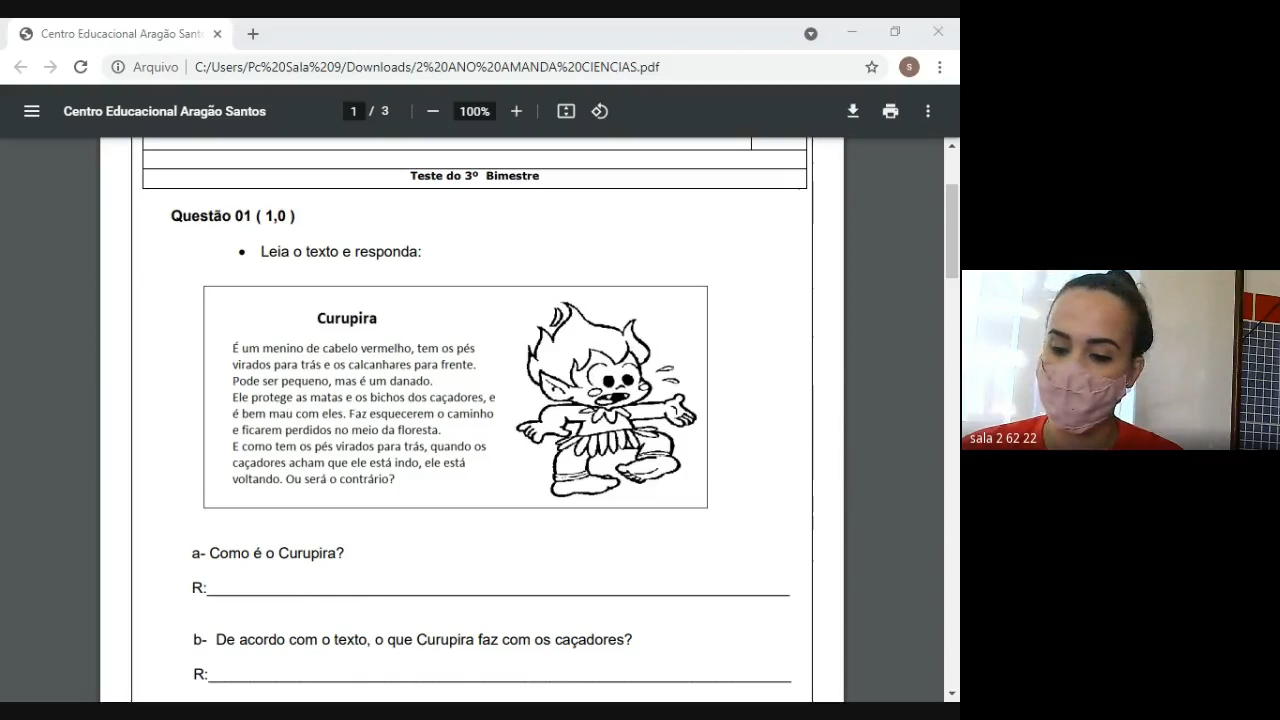 Centro Educacional Aragão Sant
Arquivo
C:/Users/Pc%20Sala%209/Downloads/2%20ANO%20AMANDA%20CIENCIAS.pdf
S
Centro Educacional Aragão Santos
1 / 3
100%
Teste do 3º Bimestre
Questão 01 ( 1,0 )
• Leia o texto e responda:
Curupira
É um menino de cabelo vermelho, tem os pés
virados para trás e os calcanhares para frente.
Pode ser pequeno, mas é um danado.
Ele protege as matas e os bichos dos caçadores, e
é bem mau com eles. Faz esquecerem o caminho
e ficarem perdidos no meio da floresta.
E como tem os pés virados para trás, quando os
caçadores acham que ele está indo, ele está
voltando. Ou será o contrário?
a- Como é o Curupira?
R:
b- De acordo com o texto, o que Curupira faz com os caçadores?
R:
sala 2 62 22